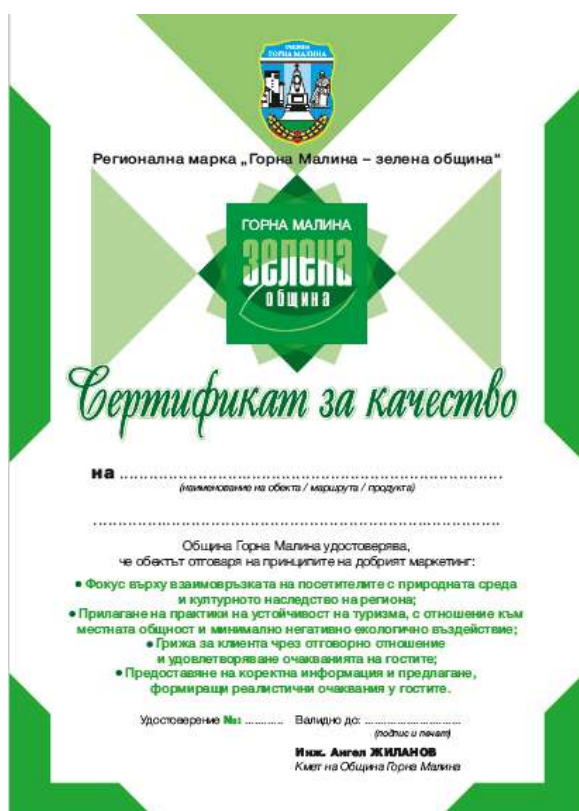 ОБЩИНА
ГОРНА МАЛИНА
Регионална марка „Горна Малина – зелена община“
ГОРНА МАЛИНА
зелена
община
Сертификат за качество
на ........................................................................
(наименование на обекта / маршрута / продукта)
................................................................................
Община Горна Малина удостоверява,
че обектът отговаря на принципите на добрият маркетинг:
• Фокус върху взаимовръзката на посетителите с природната среда
и културното наследство на региона;
• Прилагане на практики на устойчивост на туризма, с отношение към
местната общност и минимално негативно екологично въздействие;
• Грижа за клиента чрез отговорно отношение
и удовлетворяване очакванията на гостите;
• Предоставяне на коректна информация и предлагане,
формиращи реалистични очаквания у гостите.
Удостоверение №: ........... Валидно до: ...........................
(подпис и печат)
Инж. Ангел ЖИЛАНОВ
Кмет на Община Горна Малина